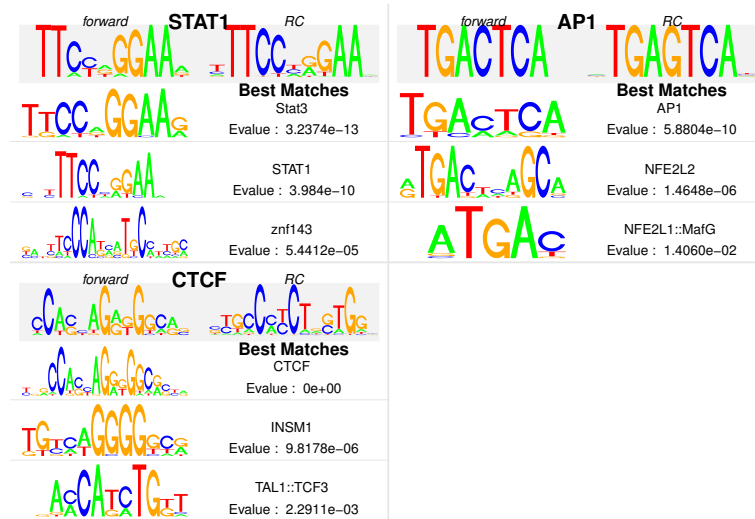 forward STAT1 RC
Best Matches
Stat3
Evalue : 3.2374e−13
STAT1
Evalue : 3.984e−10
znf143
Evalue : 5.4412e−05
forward AP1 RC
TGACTCA TGAGTCA
Best Matches
AP1
Evalue : 5.8804e−10
NFE2L2
Evalue : 1.4648e−06
NFE2L1::MafG
Evalue : 1.4060e−02
forward CTCF RC
Best Matches
CTCF
Evalue : 0e+00
INSM1
Evalue : 9.8178e−06
TAL1::TCF3
Evalue : 2.2911e−03